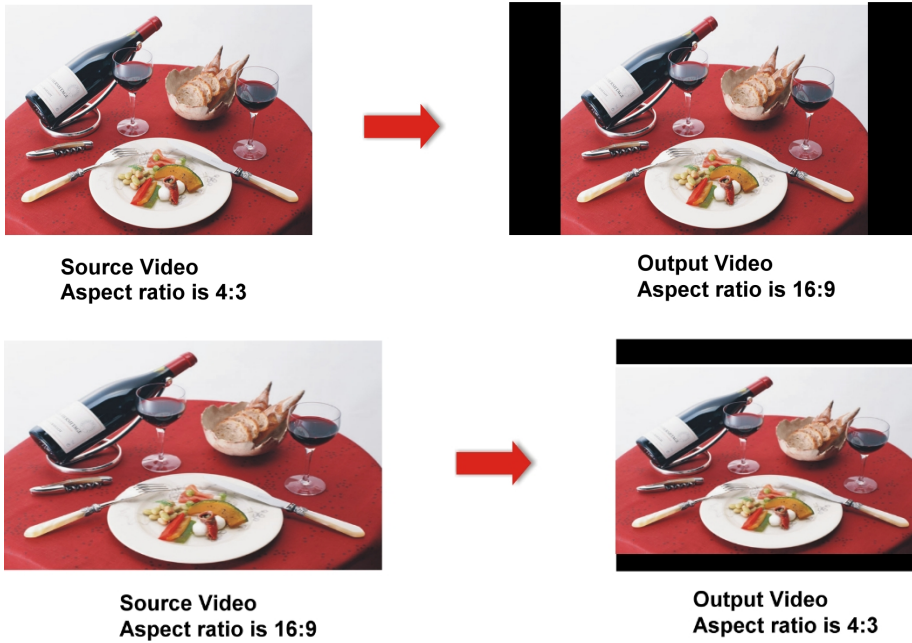 Source Video
Aspect ratio is 4:3
Output Video
Aspect ratio is 16:9
Source Video
Aspect ratio is 16:9
Output Video
Aspect ratio is 4:3